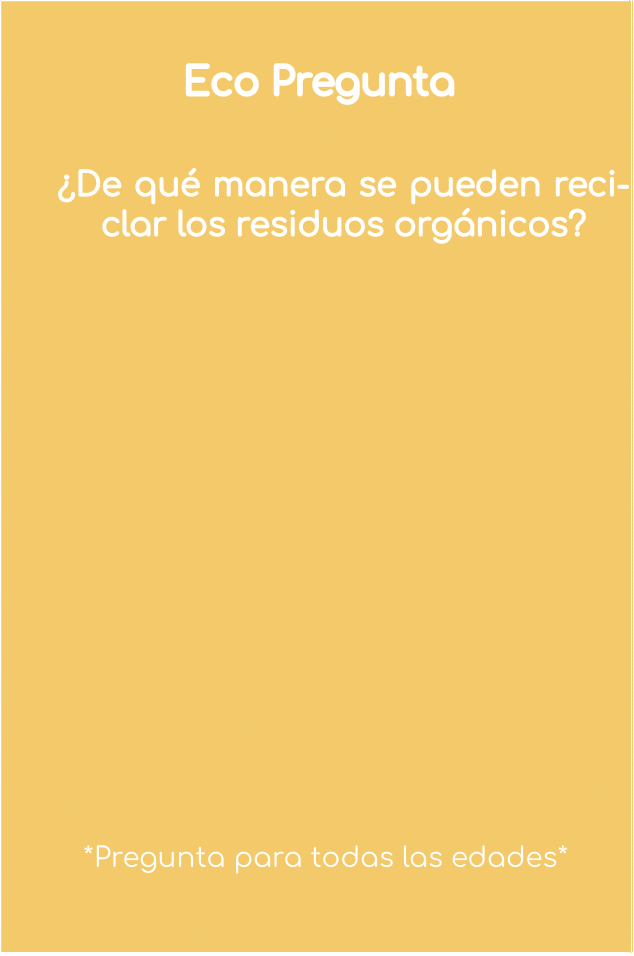 Eco Pregunta
¿De qué manera se pueden reci-
clar los residuos orgánicos?
*Pregunta para todas las edades*